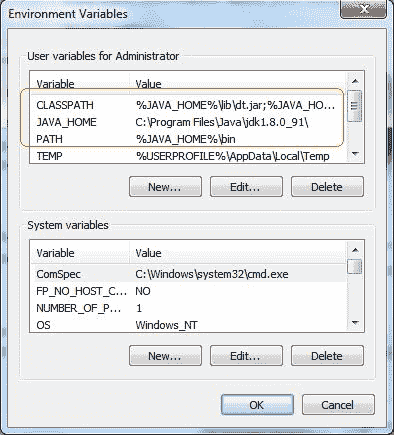 Environment Variables
User variables for Administrator
Variable Value
CLASSPATH %JAVA_HOME%\lib\dt.jar;%JAVA_HO...
JAVA_HOME C:\Program Files\Java\jdk1.8.0_91\
PATH %JAVA_HOME%\bin
TEMP %USERPROFILE%\AppData\Local\Temp
New... Edit... Delete
System variables
Variable Value
ComSpec C:\Windows\system32\cmd.exe
FP_NO_HOST_C... NO
NUMBER_OF_P... 1
OS Windows_NT
New... Edit... Delete
OK Cancel